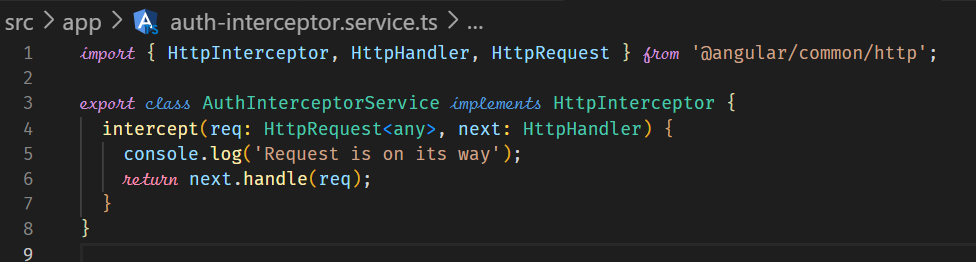 src > app > auth-interceptor.service.ts > ...
1 import { HttpInterceptor, HttpHandler, HttpRequest } from '@angular/common/http';
2
3 export class AuthInterceptorService implements HttpInterceptor {
4   intercept(req: HttpRequest<any>, next: HttpHandler) {
5     console.log('Request is on its way');
6     return next.handle(req);
7   }
8 }
9